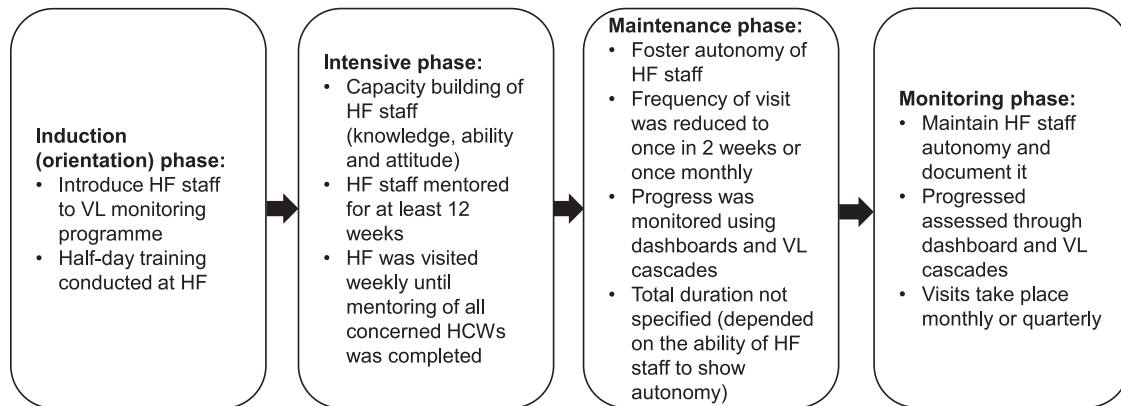 Induction
(orientation) phase:
• Introduce HF staff
to VL monitoring
programme
• Half-day training
conducted at HF
Intensive phase:
• Capacity building of
HF staff
(knowledge, ability
and attitude)
• HF staff mentored
for at least 12
weeks
• HF was visited
weekly until
mentoring of all
concerned HCWs
was completed
Maintenance phase:
• Foster autonomy of
HF staff
• Frequency of visit
was reduced to
once in 2 weeks or
once monthly
• Progress was
monitored using
dashboards and VL
cascades
• Total duration not
specified (depended
on the ability of HF
staff to show
autonomy)
Monitoring phase:
• Maintain HF staff
autonomy and
document it
• Progressed
assessed through
dashboard and VL
cascades
• Visits take place
monthly or quarterly